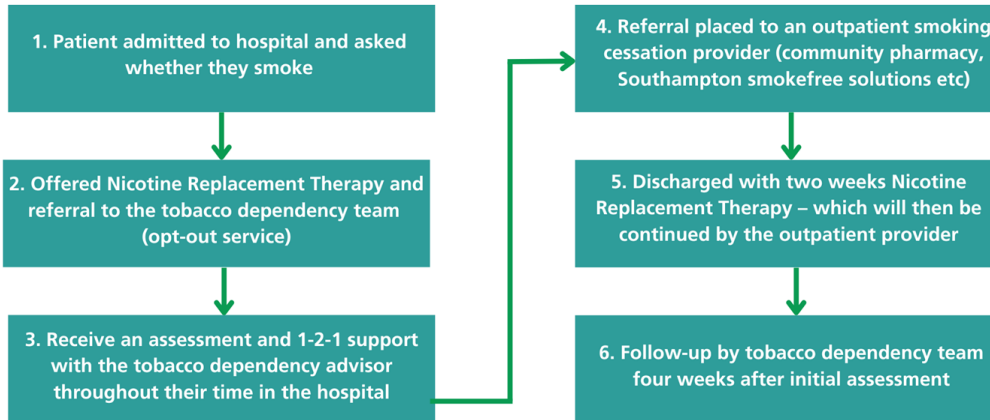 1. Patient admitted to hospital and asked
whether they smoke
2. Offered Nicotine Replacement Therapy and
referral to the tobacco dependency team
(opt-out service)
3. Receive an assessment and 1-2-1 support
with the tobacco dependency advisor
throughout their time in the hospital
4. Referral placed to an outpatient smoking
cessation provider (community pharmacy,
Southampton smokefree solutions etc)
5. Discharged with two weeks Nicotine
Replacement Therapy – which will then be
continued by the outpatient provider
6. Follow-up by tobacco dependency team
four weeks after initial assessment